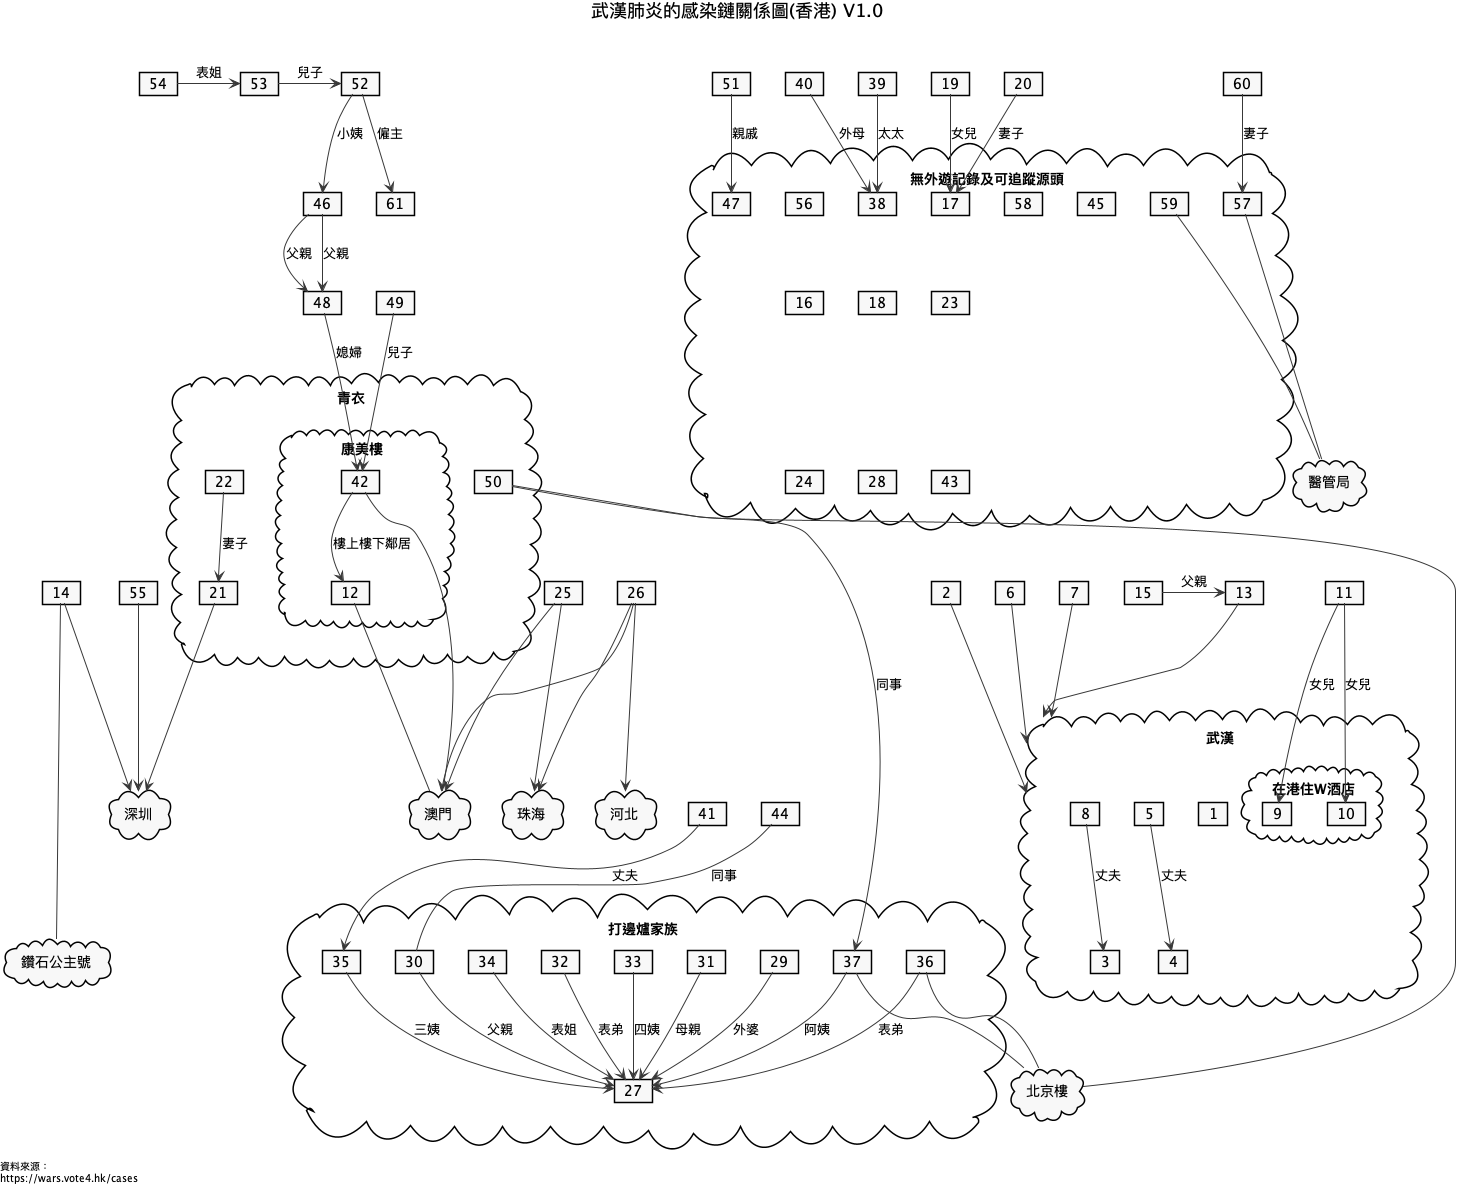 武漢肺炎的感染鏈關係圖(香港) V1.0
54 表姐 53 兒子 52
51 40 39 19 20 60
小姨 僱主
親戚 外母 太太 女兒 妻子 妻子
無外遊記錄及可追蹤源頭
46 61
47 56 38 17 58 45 59 57
父親 父親
48 49
16 18 23
媳婦 兒子
青衣
康美樓
22 42 50
24 28 43
醫管局
妻子 樓上樓下鄰居
14 55 21 12 25 26
2 6 7 15 父親 13 11
同事
女兒 女兒
武漢
在港住W酒店
深圳 澳門 珠海 河北 41 44
8 5 1 9 10
丈夫 同事
丈夫 丈夫
打邊爐家族
鑽石公主號
35 30 34 32 33 31 29 37 36
3 4
三姨 父親 表姐 表弟 四姨 母親 外婆 阿姨 表弟
27
北京樓
資料來源：
https://wars.vote4.hk/cases